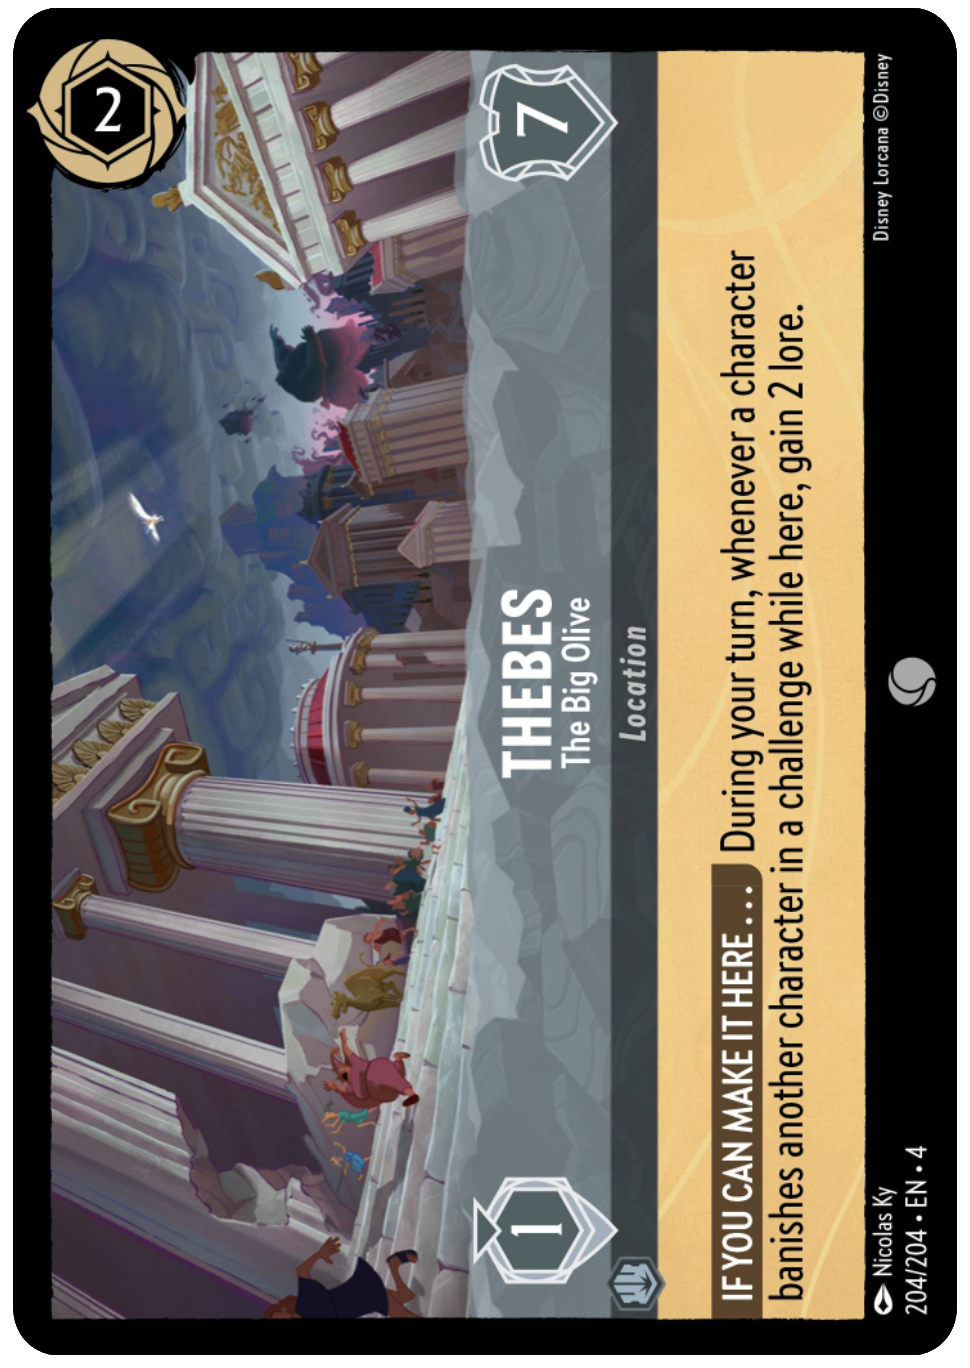 2
7
1
THEBES
The Big Olive
Location
IF YOU CAN MAKE IT HERE... During your turn, whenever a character
banishes another character in a challenge while here, gain 2 lore.
Nicolas Ky
204/204 • EN • 4
Disney Lorcana ©Disney